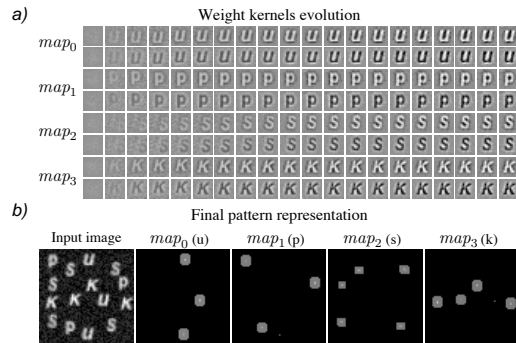 a) Weight kernels evolution
map0
map1
map2
map3
b) Final pattern representation
Input image map0 (u) map1 (p) map2 (s) map3 (k)
p u
S S
S K p
K K u K
S p u S